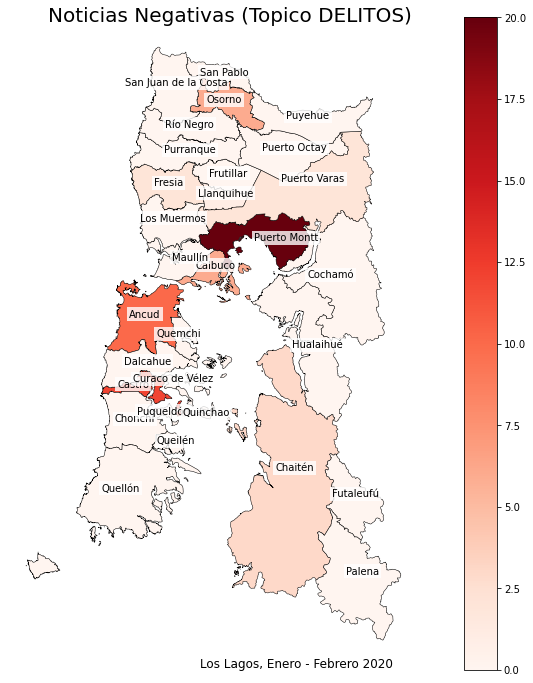 Noticias Negativas (Topico DELITOS)
San Pablo
San Juan de la Costa
Osorno
Puyehue
Río Negro
Puerto Octay
Purranque
Frutillar
Fresia
Puerto Varas
Llanquihue
Los Muermos
Puerto Montt
Maullín
Calbuco
Cochamó
Ancud
Quemchi
Hualaihué
Dalcahue
Curaco de Vélez
Castro
Puqueldón
Quinchao
Chonchi
Queilén
Chaitén
Quellón
Futaleufú
Palena
Los Lagos, Enero - Febrero 2020
20.0
17.5
15.0
12.5
10.0
7.5
5.0
2.5
0.0